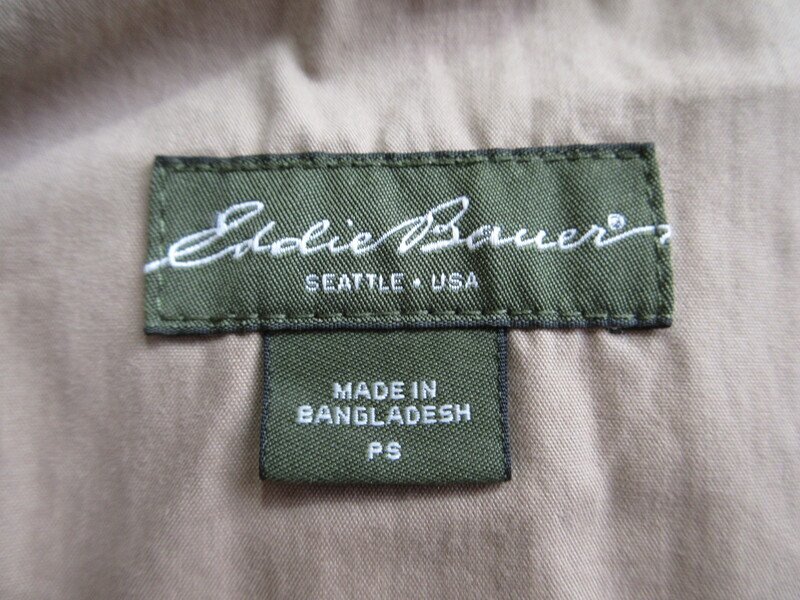 Eddie Bauer®
SEATTLE • USA
MADE IN
BANGLADESH
PS